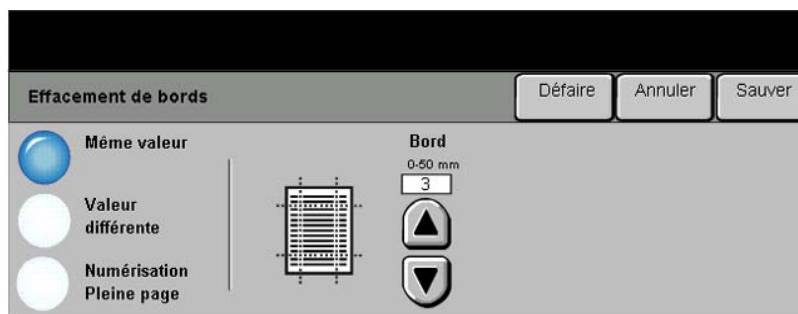 Effacement de bords
Défaire
Annuler
Sauver
Même valeur
Valeur
différente
Numérisation
Pleine page
Bord
0-50 mm
3